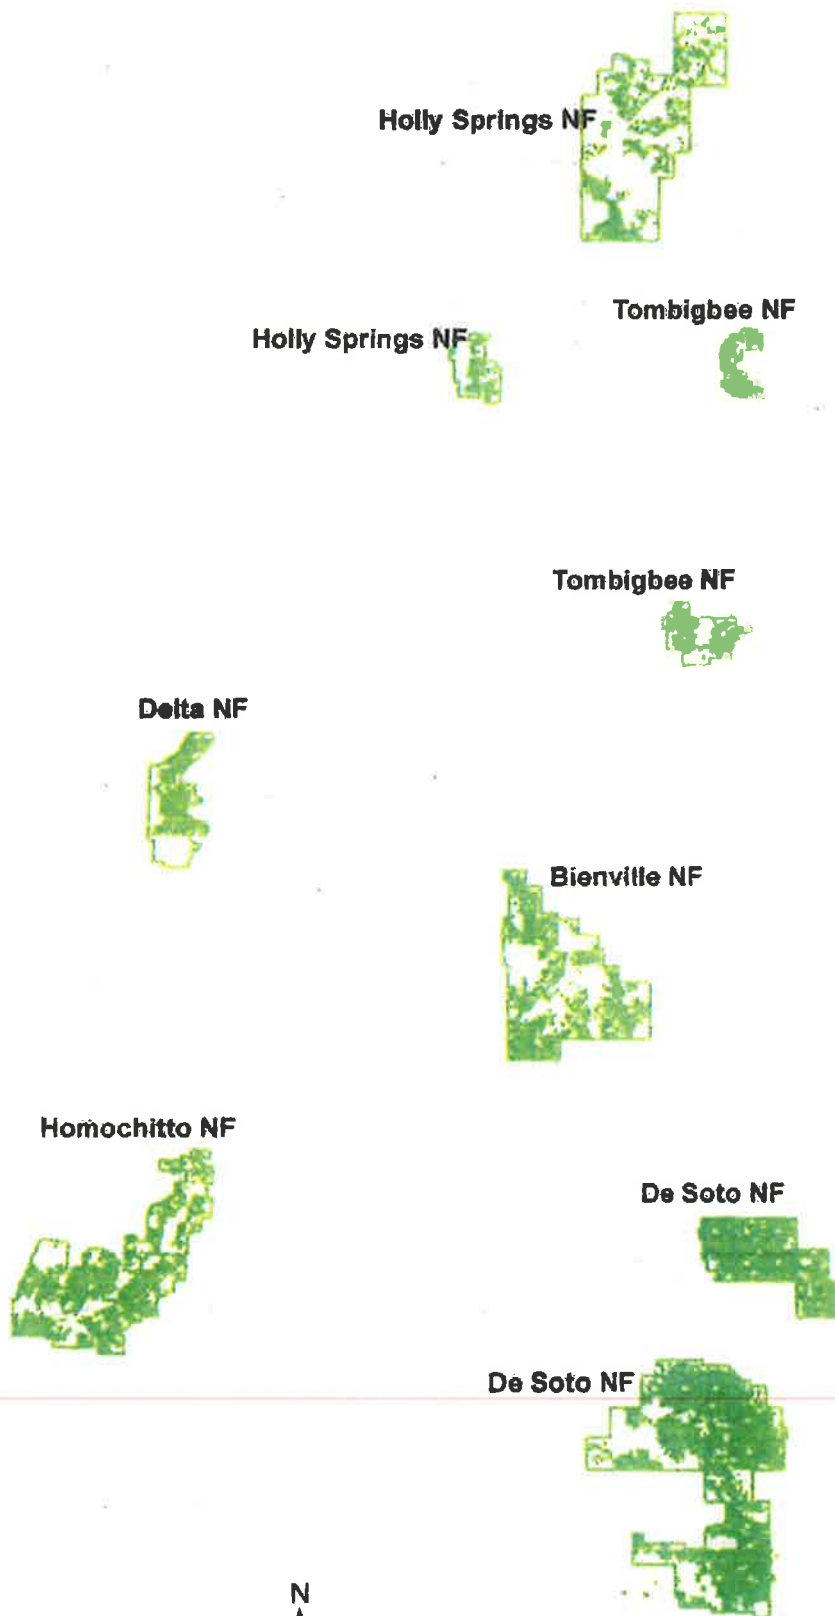 Holly Springs NF
Tombigbee NF
Holly Springs NF
Tombigbee NF
Delta NF
Bienville NF
Homochitto NF
De Soto NF
De Soto NF
N